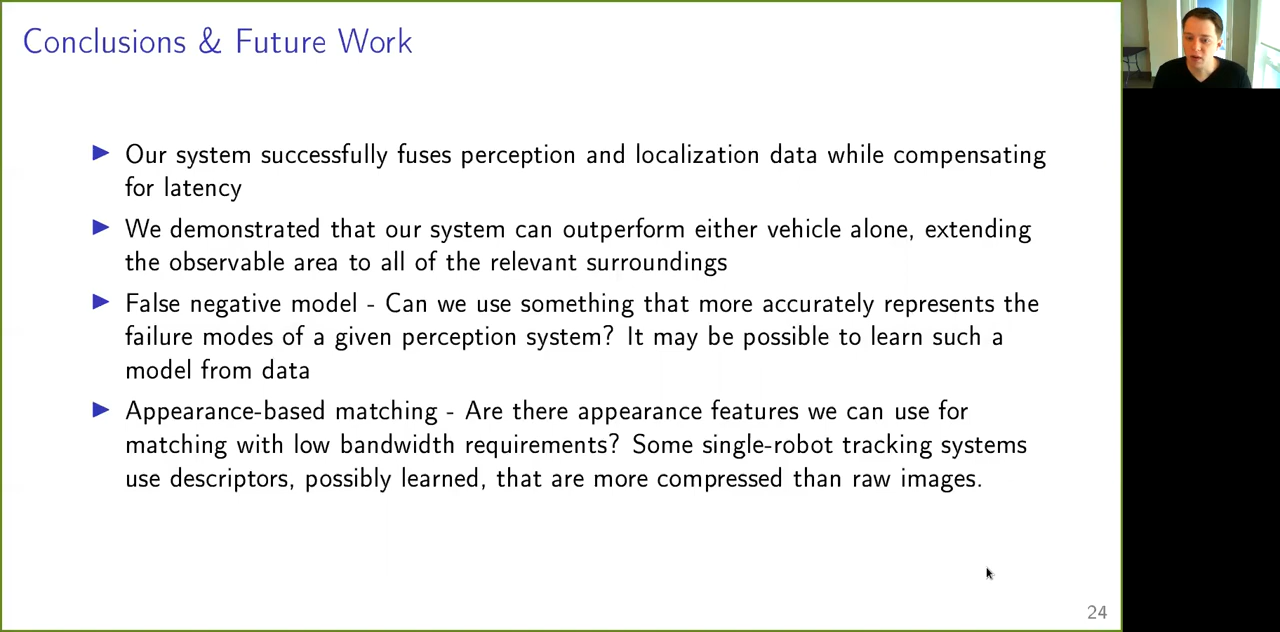 Conclusions & Future Work
Our system successfully fuses perception and localization data while compensating
for latency
We demonstrated that our system can outperform either vehicle alone, extending
the observable area to all of the relevant surroundings
False negative model - Can we use something that more accurately represents the
failure modes of a given perception system? It may be possible to learn such a
model from data
Appearance-based matching - Are there appearance features we can use for
matching with low bandwidth requirements? Some single-robot tracking systems
use descriptors, possibly learned, that are more compressed than raw images.
24